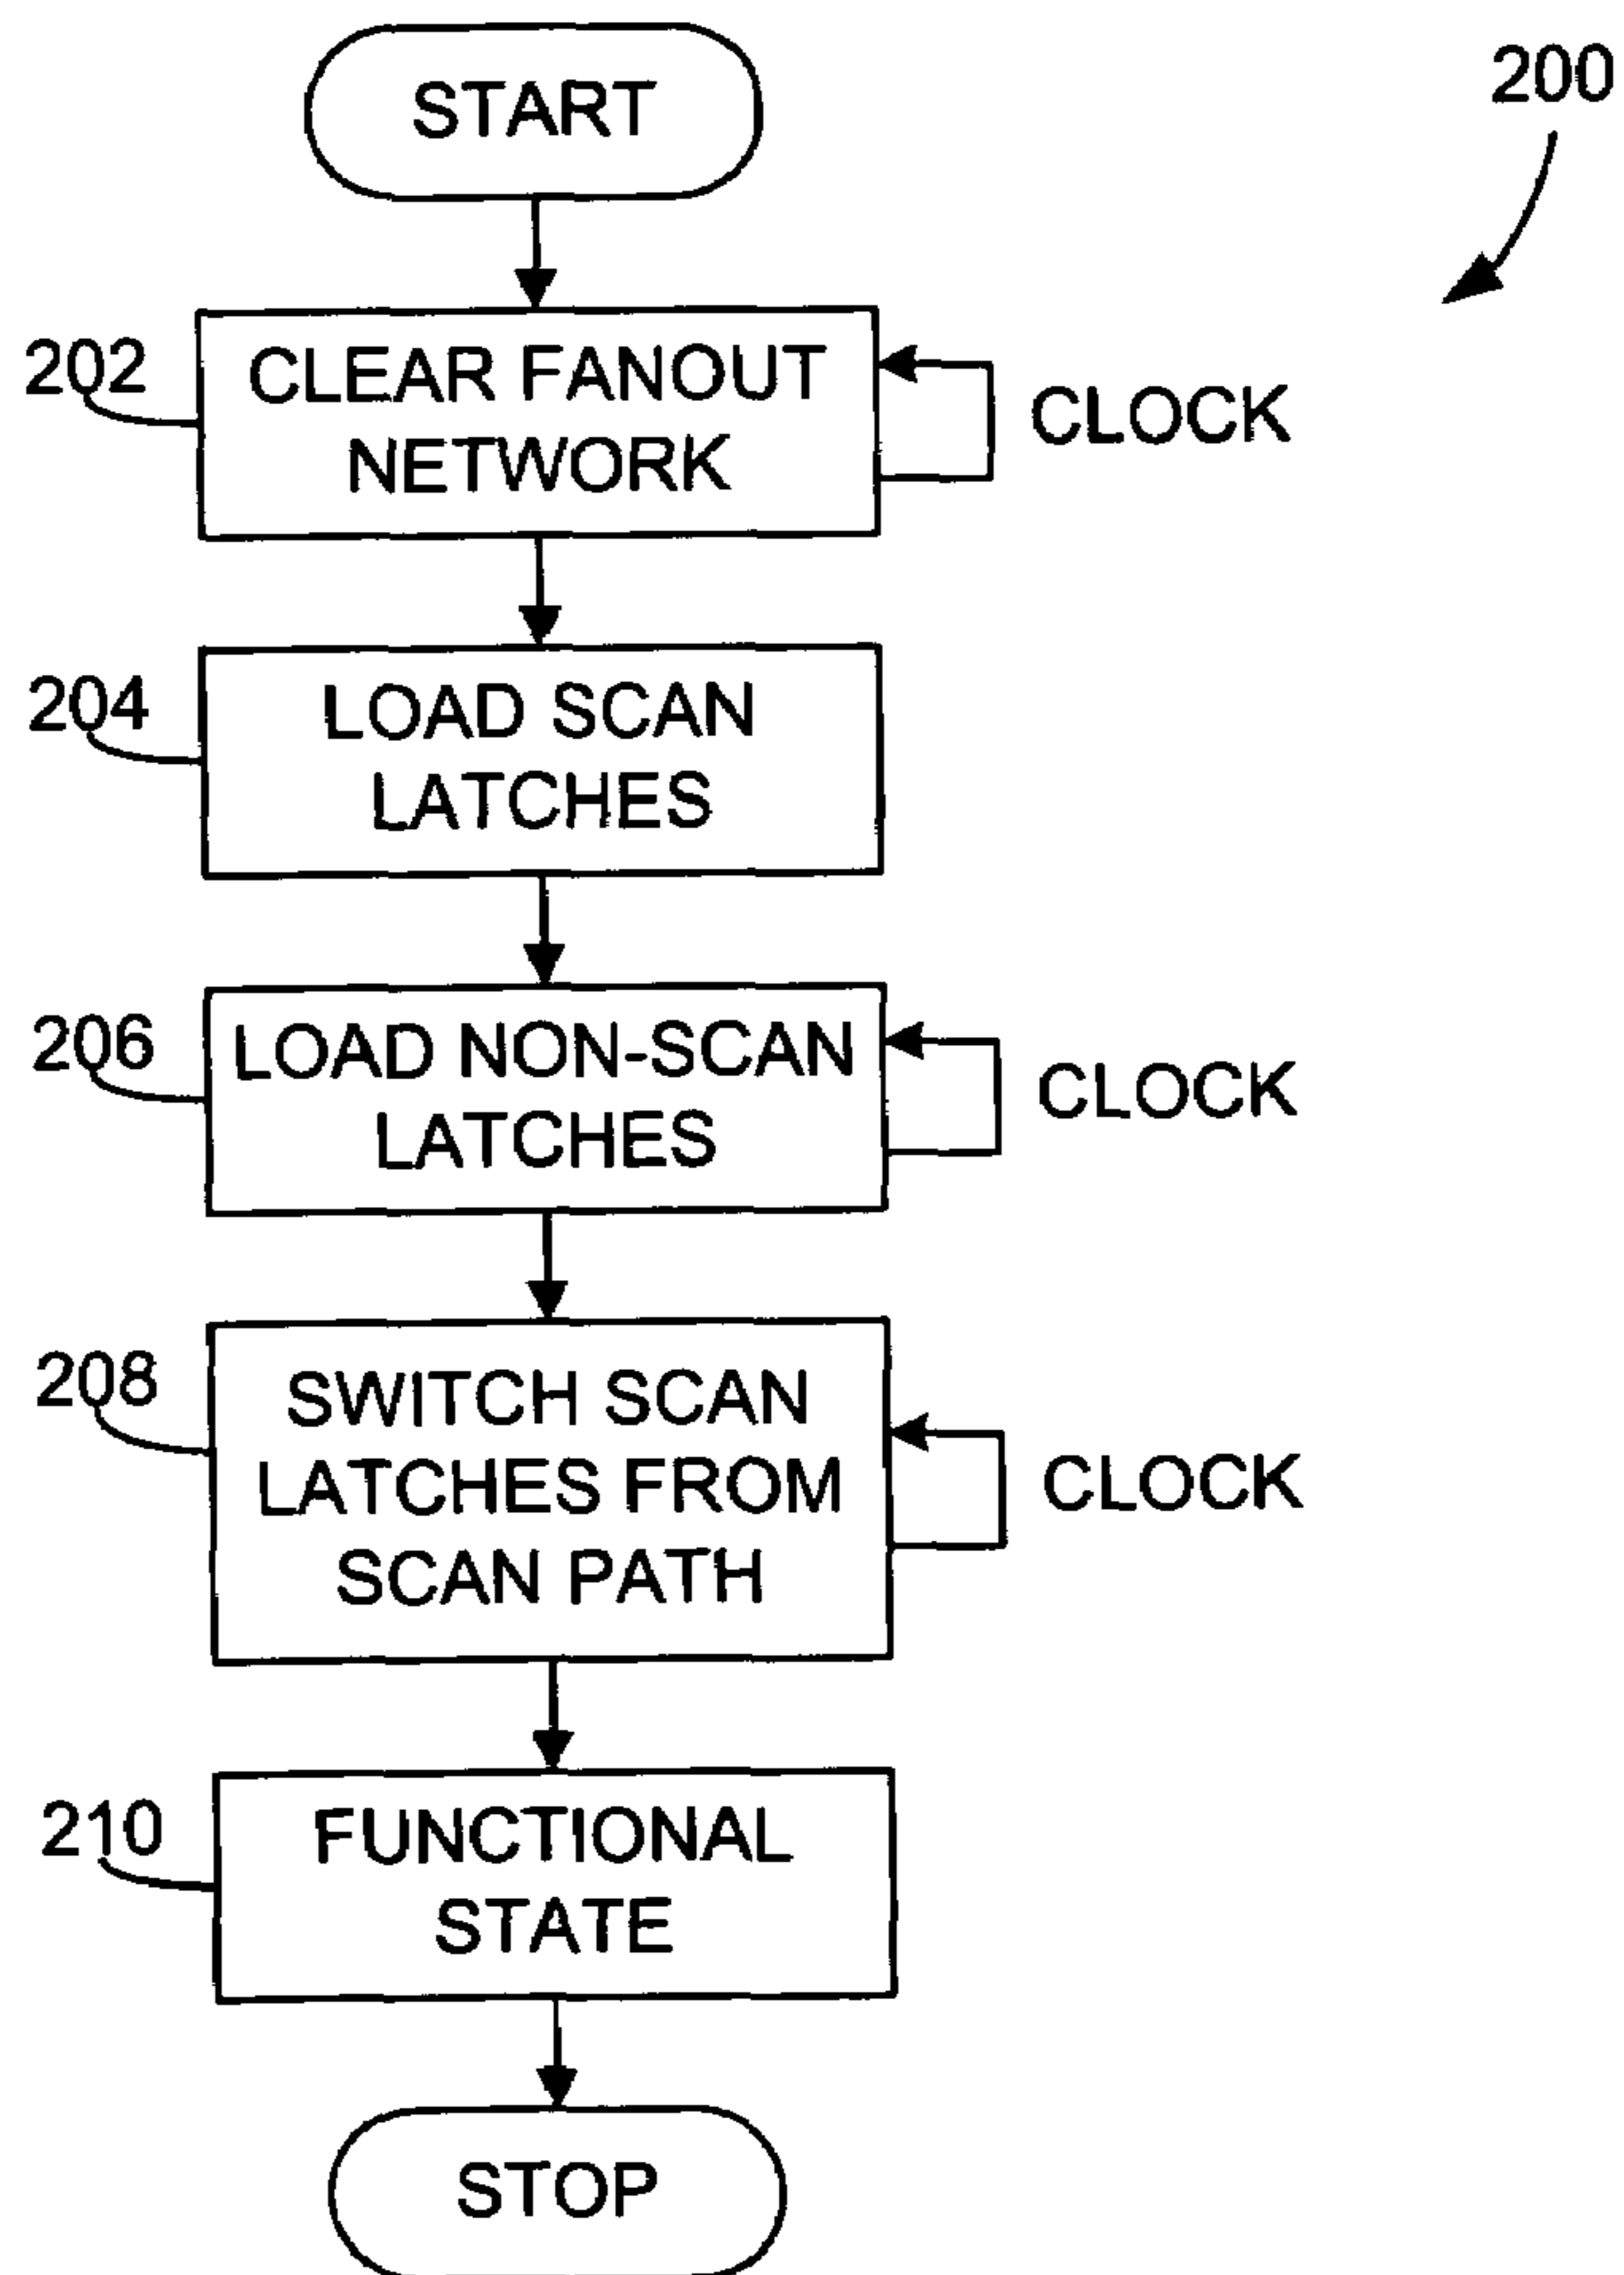 START
200
202
CLEAR FANOUT
NETWORK
CLOCK
204
LOAD SCAN
LATCHES
206
LOAD NON-SCAN
LATCHES
CLOCK
208
SWITCH SCAN
LATCHES FROM
SCAN PATH
CLOCK
210
FUNCTIONAL
STATE
STOP